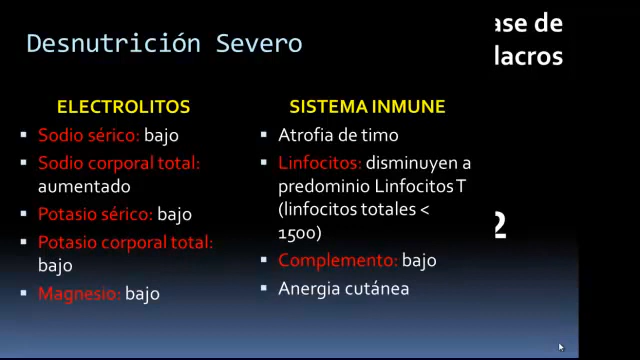 Desnutrición Severo
ELECTROLITOS
Sodio sérico: bajo
Sodio corporal total:
aumentado
Potasio sérico: bajo
Potasio corporal total:
bajo
Magnesio: bajo
SISTEMA INMUNE
Atrofia de timo
Linfocitos: disminuyen a
predominio Linfocitos T
(linfocitos totales <
1500)
Complemento: bajo
Anergia cutánea
ase de
lacros
2